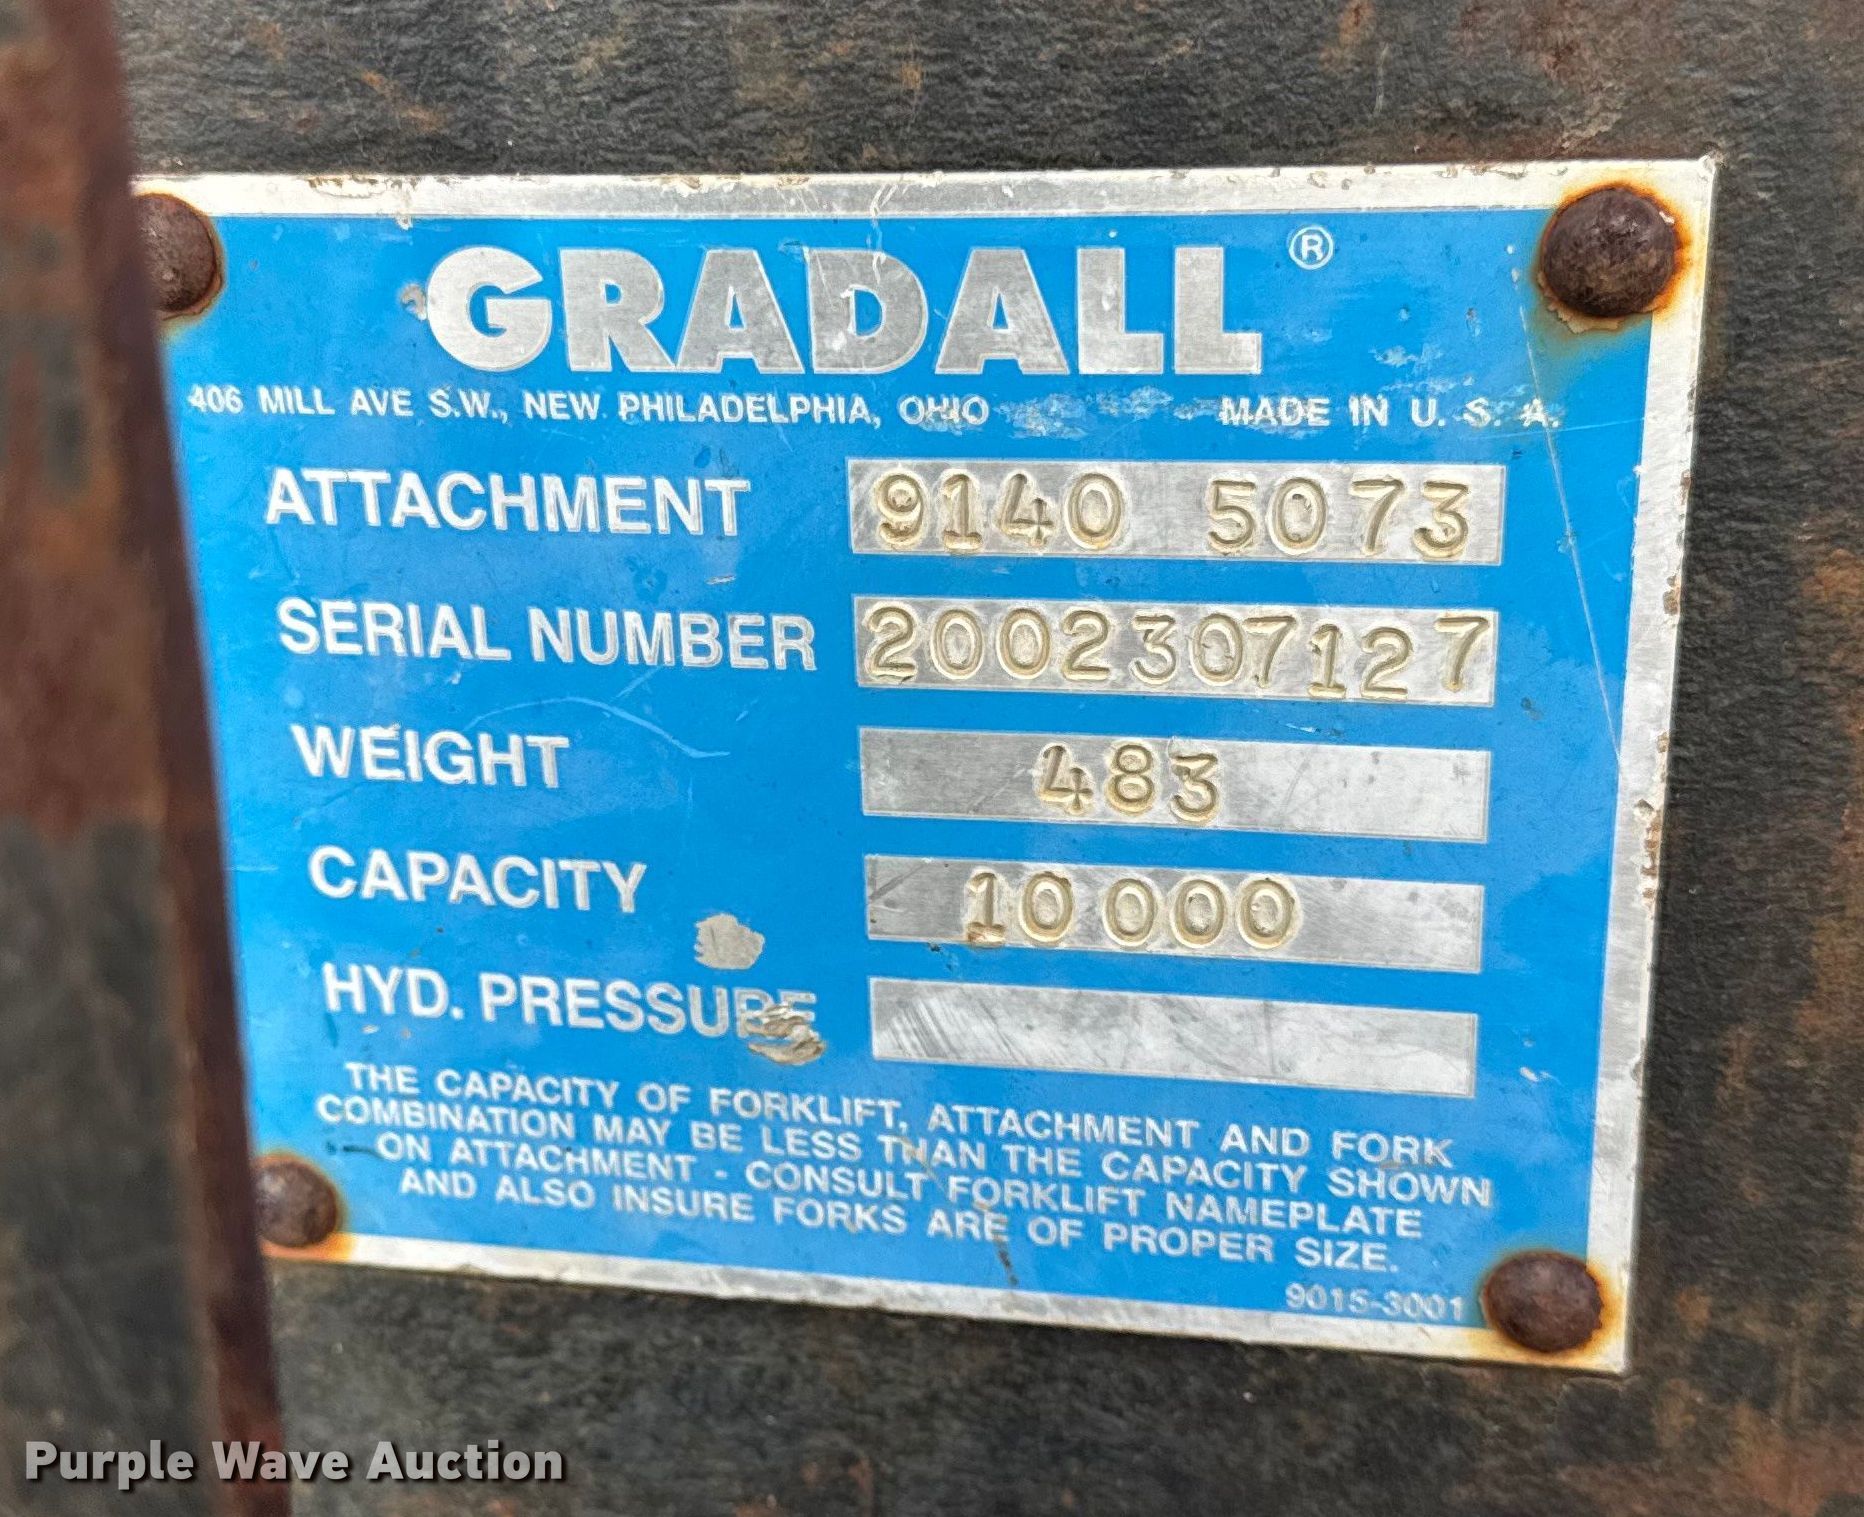 GRADALL®
406 MILL AVE S.W., NEW PHILADELPHIA, OHIO MADE IN U. S. A.
ATTACHMENT 9140 5073
SERIAL NUMBER 2002307127
WEIGHT 483
CAPACITY 10000
HYD. PRESSURE
THE CAPACITY OF FORKLIFT, ATTACHMENT AND FORK
COMBINATION MAY BE LESS THAN THE CAPACITY SHOWN
ON ATTACHMENT - CONSULT FORKLIFT NAMEPLATE
AND ALSO INSURE FORKS ARE OF PROPER SIZE.
9015-3001
Purple Wave Auction